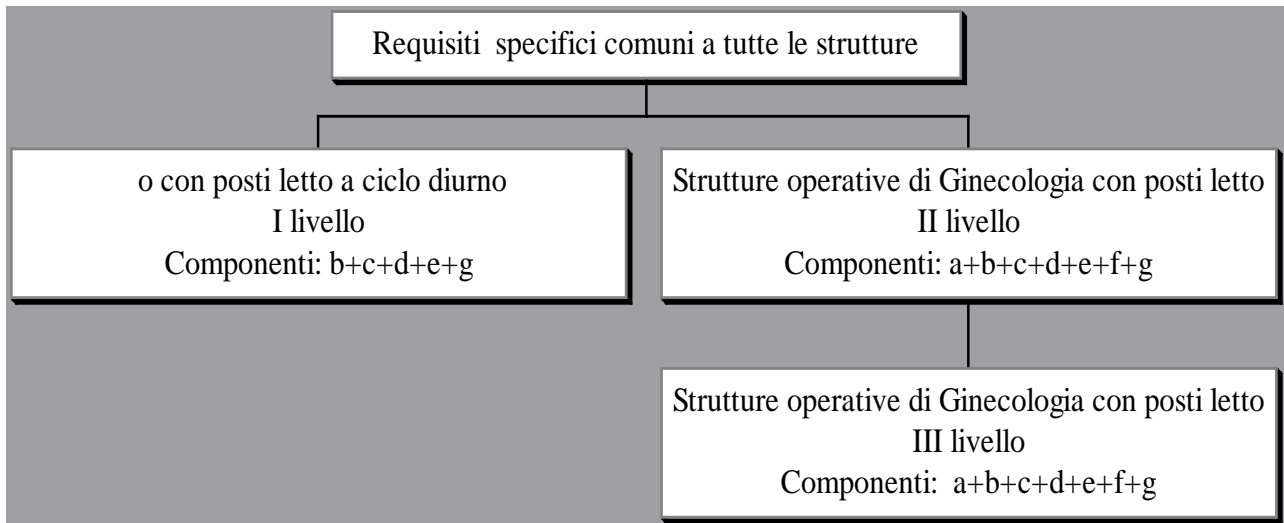 Requisiti specifici comuni a tutte le strutture
o con posti letto a ciclo diurno
I livello
Componenti: b+c+d+e+g
Strutture operative di Ginecologia con posti letto
II livello
Componenti: a+b+c+d+e+f+g
Strutture operative di Ginecologia con posti letto
III livello
Componenti: a+b+c+d+e+f+g